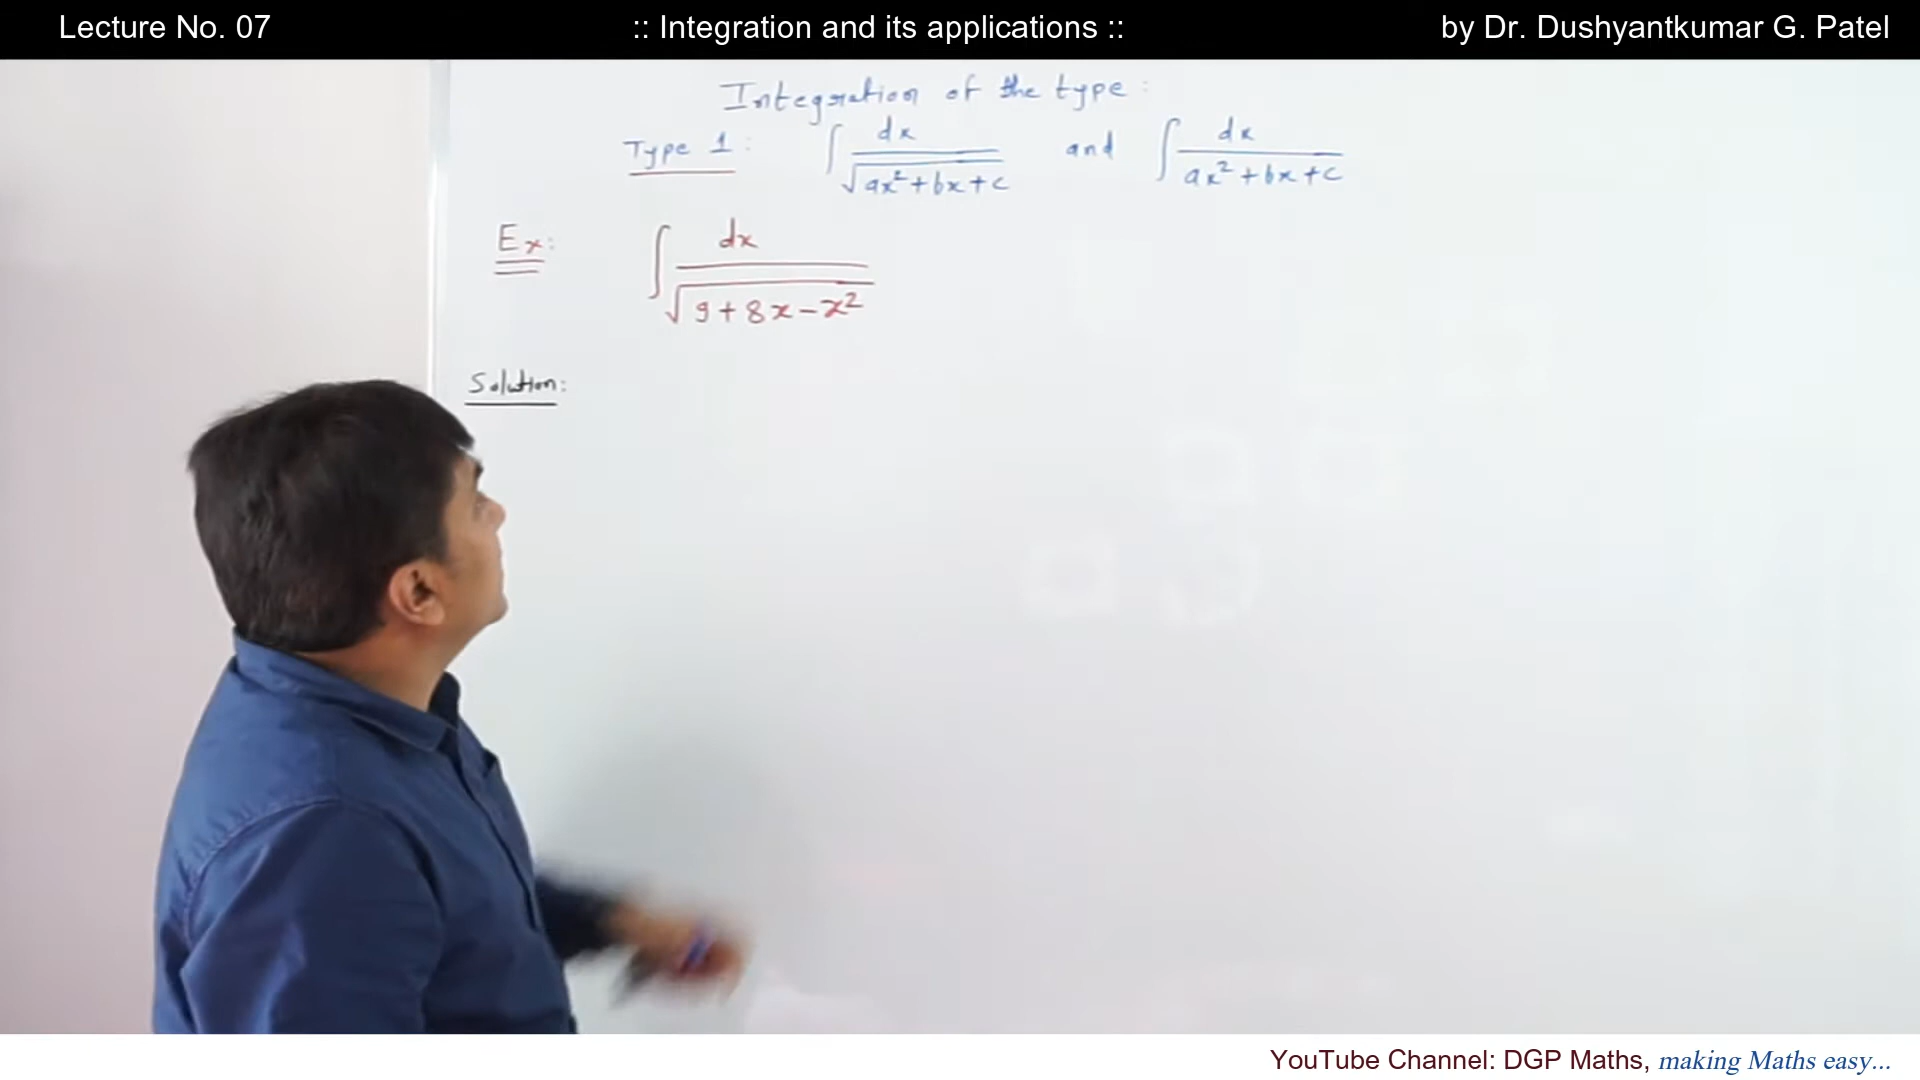 Lecture No. 07 :: Integration and its applications :: by Dr. Dushyantkumar G. Patel
Integration of the type:
Type 1: ∫ dx / √(ax²+bx+c) and ∫ dx / (ax²+bx+c)
Ex: ∫ dx / √(9+8x-x²)
Solution:
YouTube Channel: DGP Maths, making Maths easy...